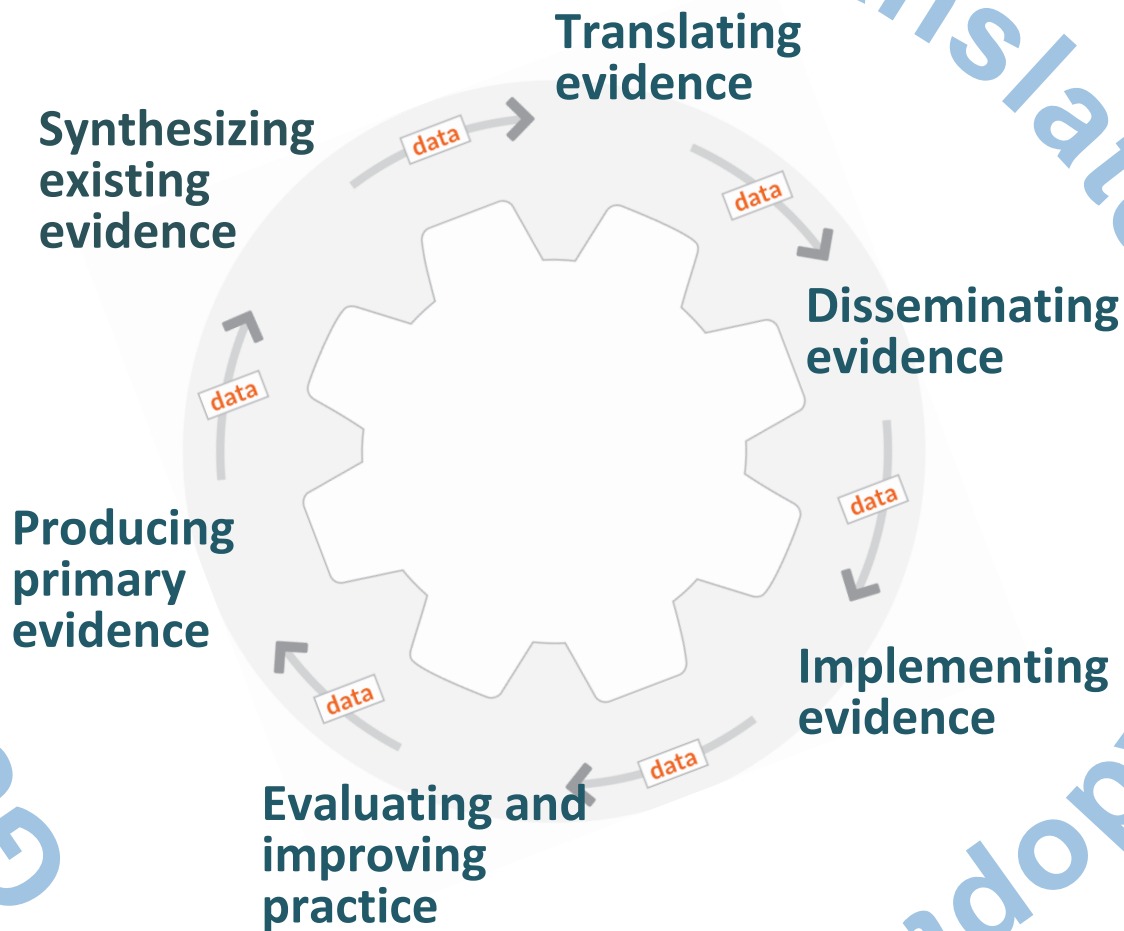 Translating
evidence
data
Disseminating
evidence
data
Implementing
evidence
data
Evaluating and
improving
practice
data
Producing
primary
evidence
data
Synthesizing
existing
evidence
data